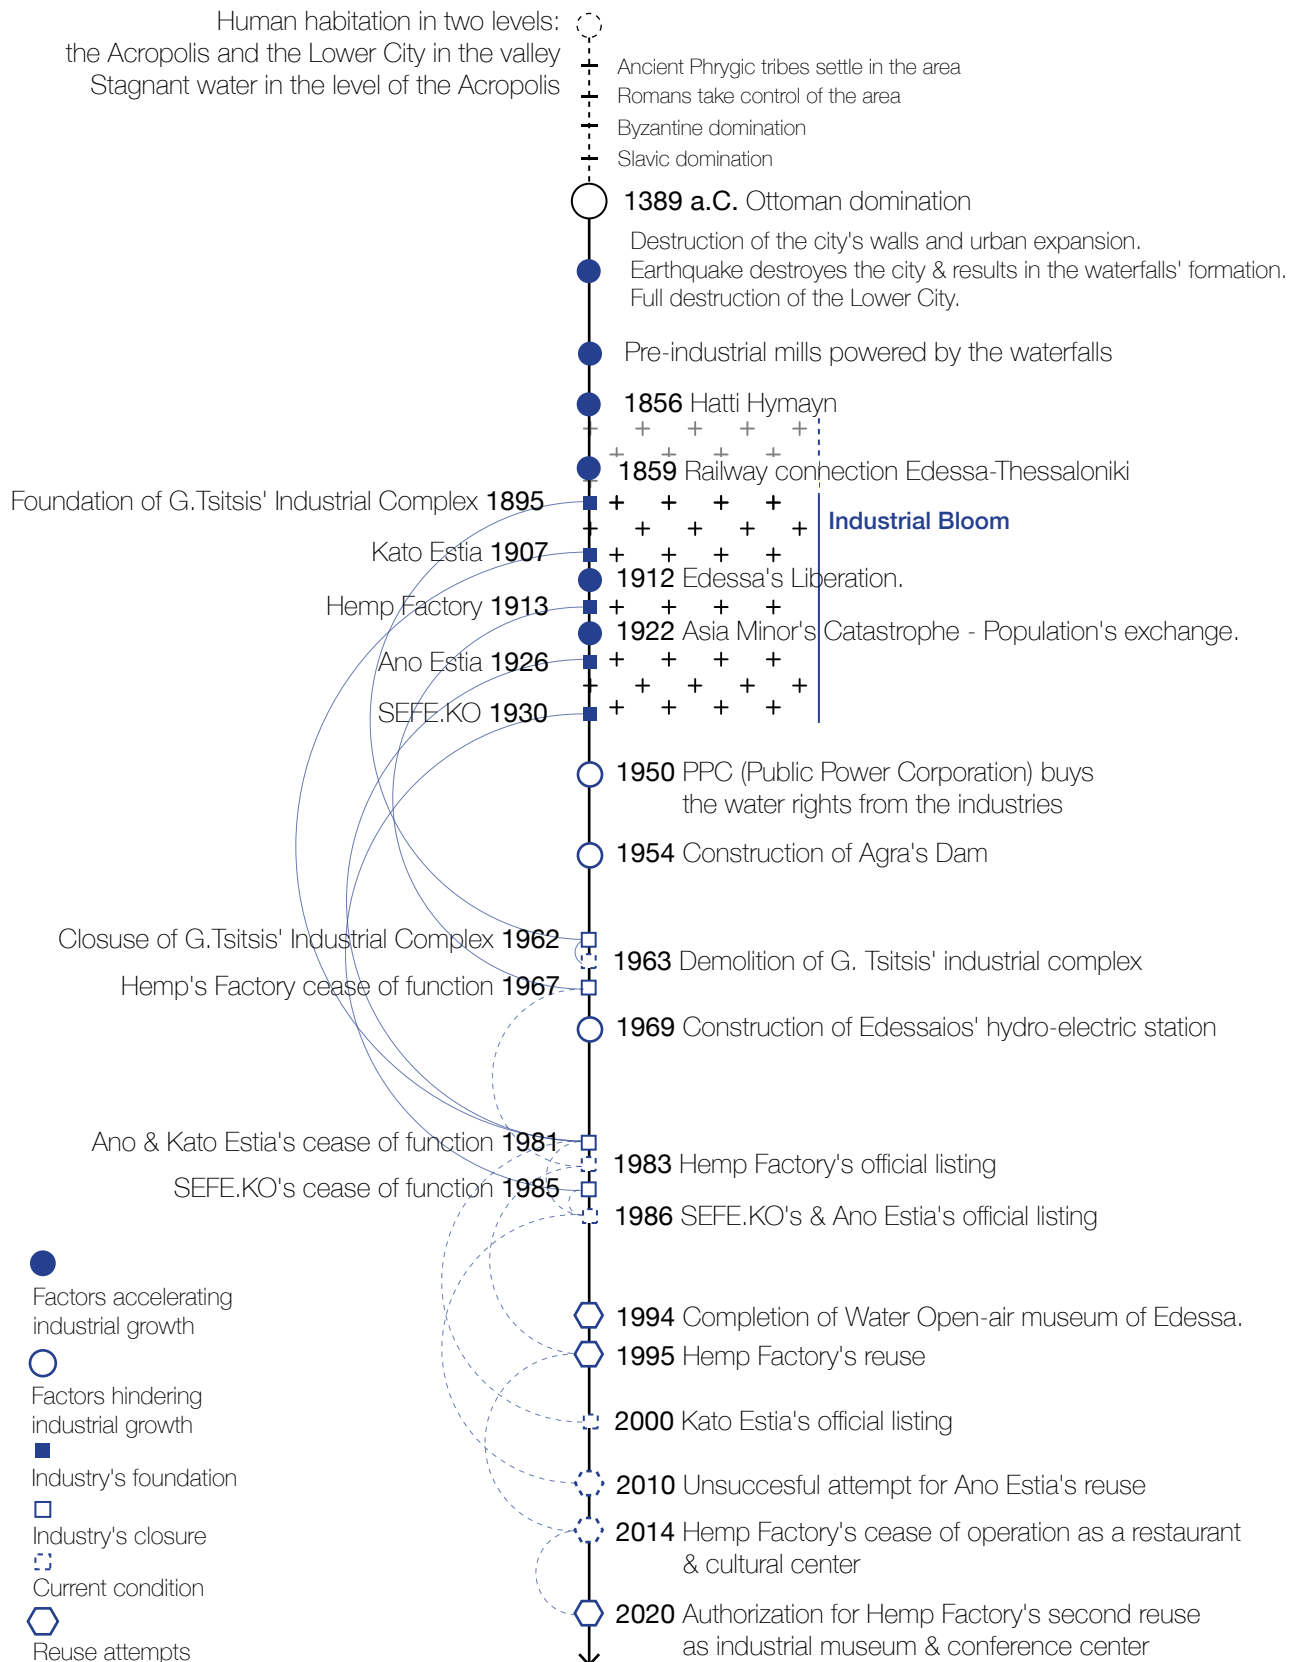 Human habitation in two levels:
the Acropolis and the Lower City in the valley
Stagnant water in the level of the Acropolis
Ancient Phrygic tribes settle in the area
Romans take control of the area
Byzantine domination
Slavic domination
1389 a.C. Ottoman domination
Destruction of the city's walls and urban expansion.
Earthquake destroyes the city & results in the waterfalls' formation.
Full destruction of the Lower City.
Pre-industrial mills powered by the waterfalls
1856 Hatti Hymayn
1859 Railway connection Edessa-Thessaloniki
Foundation of G.Tsitsis' Industrial Complex 1895
Industrial Bloom
Kato Estia 1907
1912 Edessa's Liberation.
Hemp Factory 1913
1922 Asia Minor's Catastrophe - Population's exchange.
Ano Estia 1926
SEFE.KO 1930
1950 PPC (Public Power Corporation) buys
the water rights from the industries
1954 Construction of Agra's Dam
Closuse of G.Tsitsis' Industrial Complex 1962
1963 Demolition of G. Tsitsis' industrial complex
Hemp's Factory cease of function 1967
1969 Construction of Edessaios' hydro-electric station
Ano & Kato Estia's cease of function 1981
1983 Hemp Factory's official listing
SEFE.KO's cease of function 1985
1986 SEFE.KO's & Ano Estia's official listing
1994 Completion of Water Open-air museum of Edessa.
1995 Hemp Factory's reuse
2000 Kato Estia's official listing
2010 Unsuccesful attempt for Ano Estia's reuse
2014 Hemp Factory's cease of operation as a restaurant
& cultural center
2020 Authorization for Hemp Factory's second reuse
as industrial museum & conference center
Factors accelerating
industrial growth
Factors hindering
industrial growth
Industry's foundation
Industry's closure
Current condition
Reuse attempts